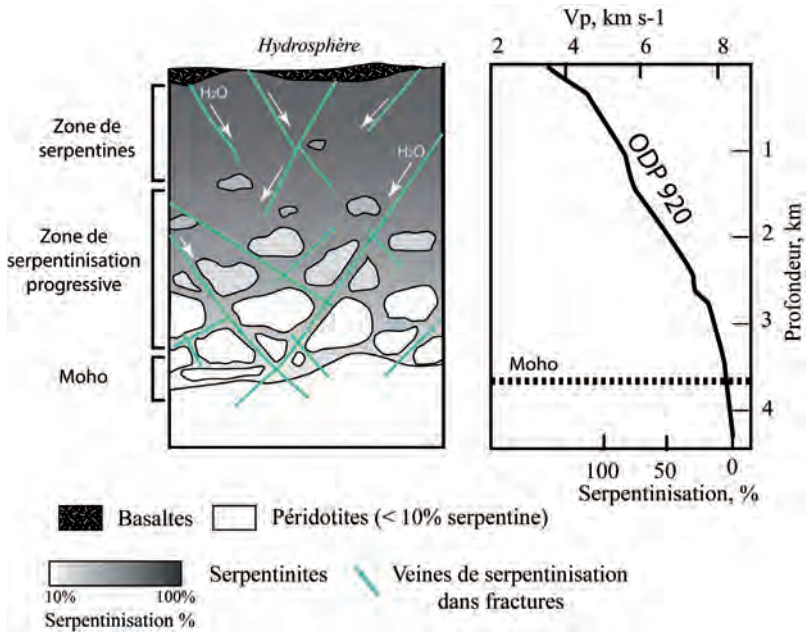 Hydrosphère
H₂O
H₂O
Zone de
serpentines
Zone de
serpentinisation
progressive
Moho
Vp, km s-1
2 4 6 8
ODP 920
1
2
3
4
Profondeur, km
Moho
100 50 0
Serpentinisation, %
Basaltes
Péridotites (< 10% serpentine)
Serpentinites
10% 100%
Serpentinisation %
Veines de serpentinisation
dans fractures